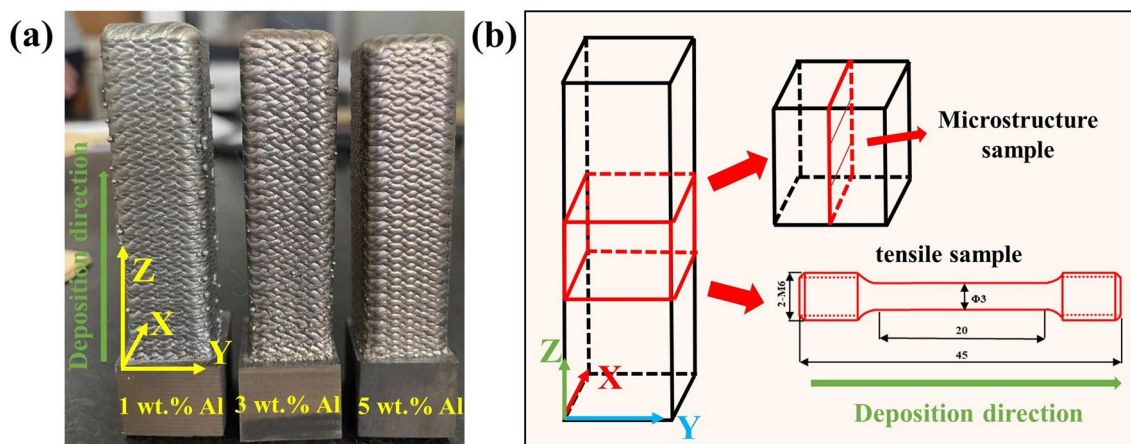 (a)
Deposition direction
Z
X
Y
1 wt.% Al
3 wt.% Al
5 wt.% Al
(b)
Microstructure
sample
tensile sample
2-M6
Φ3
20
45
Z
X
Y
Deposition direction